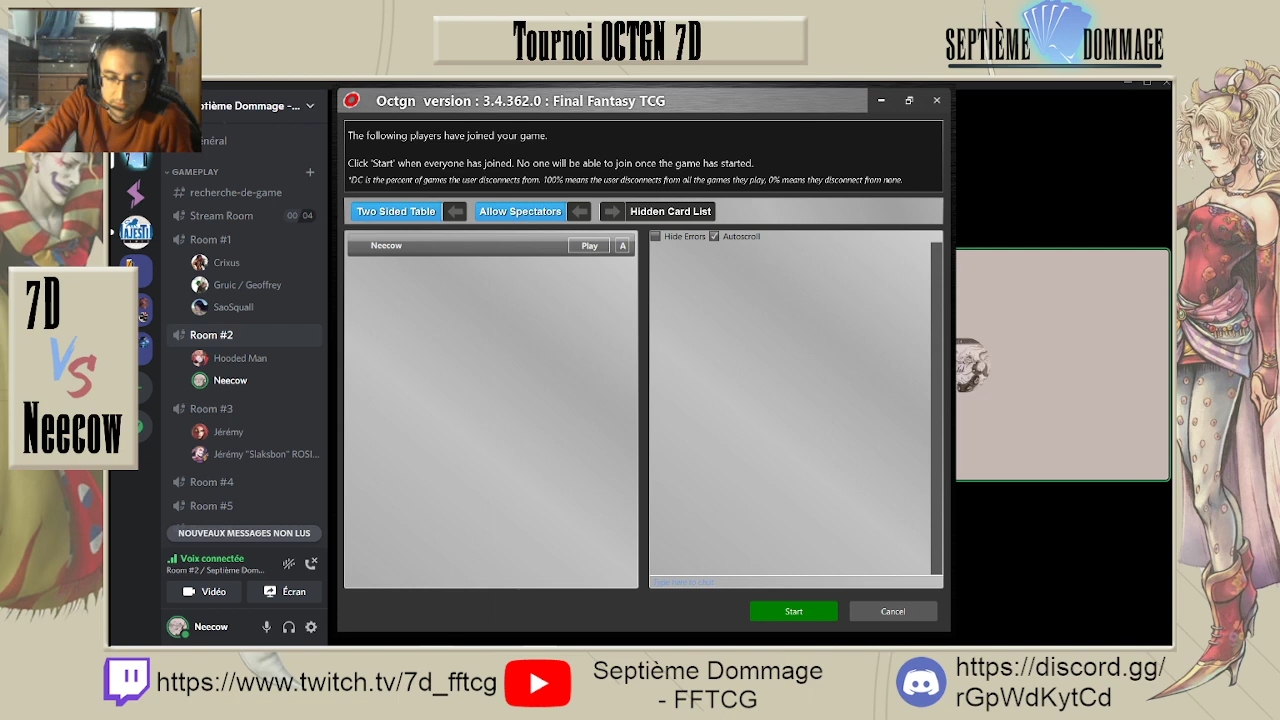 Tournoi OCTGN 7D
SEPTIÈME DOMMAGE
7D
VS
Neecow
ptième Dommage -...
énéral
GAMEPLAY
recherche-de-game
Stream Room 00 04
Room #1
Crixus
Gruic / Geoffrey
SaoSquall
Room #2
Hooded Man
Neecow
Room #3
Jérémy
Jérémy "Slaksbon" ROSI...
Room #4
Room #5
NOUVEAUX MESSAGES NON LUS
Voix connectée
Room #2 / Septième Dom...
Vidéo Écran
Neecow
Octgn version : 3.4.362.0 : Final Fantasy TCG
The following players have joined your game.
Click 'Start' when everyone has joined. No one will be able to join once the game has started.
*DC is the percent of games the user disconnects from. 100% means the user disconnects from all the games they play, 0% means they disconnect from none.
Two Sided Table Allow Spectators Hidden Card List
Neecow Play A
Hide Errors Autoscroll
Type here to chat
Start Cancel
https://www.twitch.tv/7d_fftcg
Septième Dommage
- FFTCG
https://discord.gg/
rGpWdKytCd